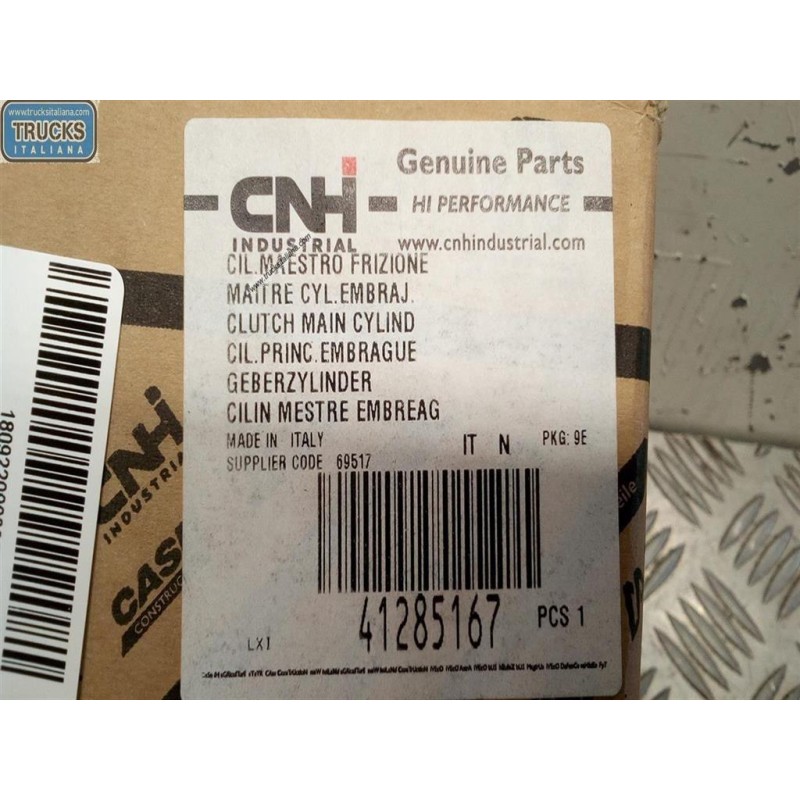 www.trucksitaliana.com
TRUCKS
ITALIANA
CNH
INDUSTRIAL
Genuine Parts
HI PERFORMANCE
www.cnhindustrial.com
CIL.MAESTRO FRIZIONE
MAITRE CYL.EMBRAJ.
CLUTCH MAIN CYLIND
CIL.PRINC.EMBRAGUE
GEBERZYLINDER
CILIN MESTRE EMBREAG
MADE IN ITALY
IT N PKG: 9E
SUPPLIER CODE 69517
41285167
PCS 1
LXI
CNH
INDUSTRIAL
CASE
CONSTRUC